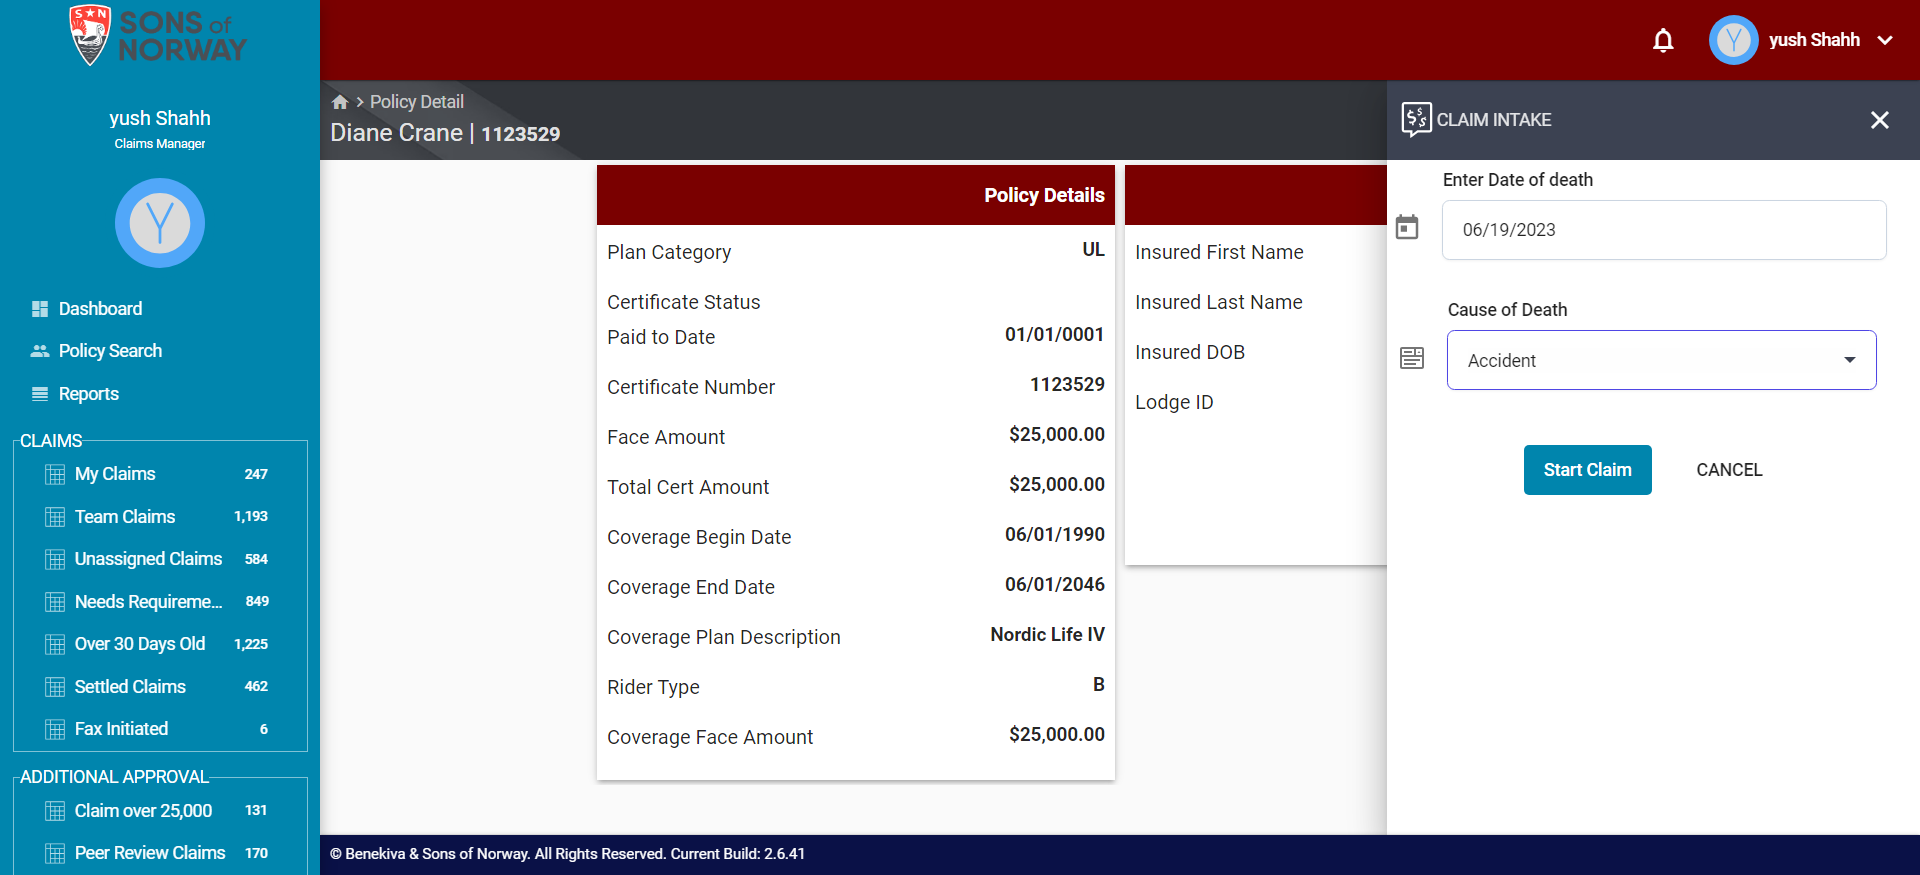 S N
SONS of
NORWAY
yush Shahh
Claims Manager
Y
Dashboard
Policy Search
Reports
CLAIMS
My Claims 247
Team Claims 1,193
Unassigned Claims 584
Needs Requireme... 849
Over 30 Days Old 1,225
Settled Claims 462
Fax Initiated 6
ADDITIONAL APPROVAL
Claim over 25,000 131
Peer Review Claims 170
Y yush Shahh
> Policy Detail
Diane Crane | 1123529
Policy Details
Plan Category UL
Certificate Status
Paid to Date 01/01/0001
Certificate Number 1123529
Face Amount $25,000.00
Total Cert Amount $25,000.00
Coverage Begin Date 06/01/1990
Coverage End Date 06/01/2046
Coverage Plan Description Nordic Life IV
Rider Type B
Coverage Face Amount $25,000.00
Insured First Name
Insured Last Name
Insured DOB
Lodge ID
CLAIM INTAKE
Enter Date of death
06/19/2023
Cause of Death
Accident
Start Claim CANCEL
© Benekiva & Sons of Norway. All Rights Reserved. Current Build: 2.6.41